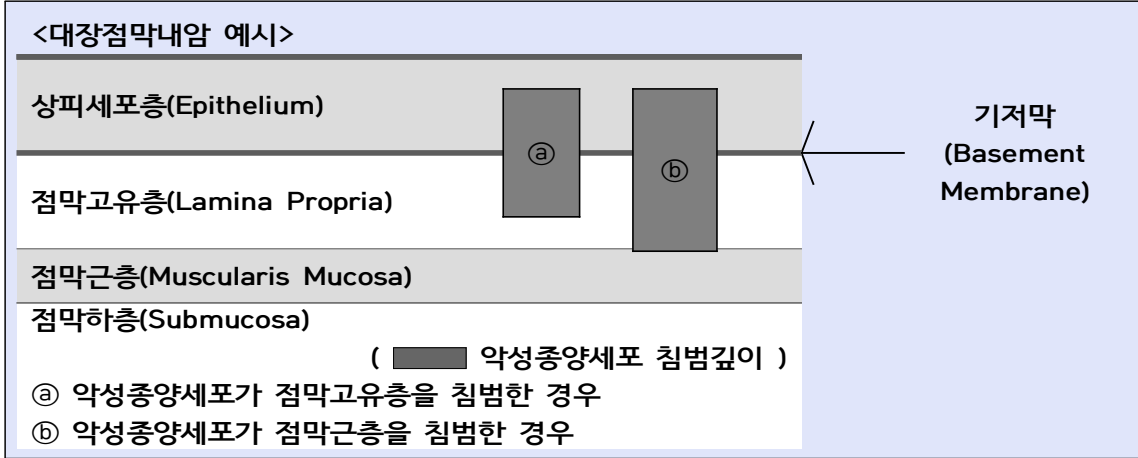 <대장점막내암 예시>
상피세포층(Epithelium)
ⓐ
ⓑ
기저막
(Basement
Membrane)
점막고유층(Lamina Propria)
점막근층(Muscularis Mucosa)
점막하층(Submucosa)
( 악성종양세포 침범깊이 )
ⓐ 악성종양세포가 점막고유층을 침범한 경우
ⓑ 악성종양세포가 점막근층을 침범한 경우